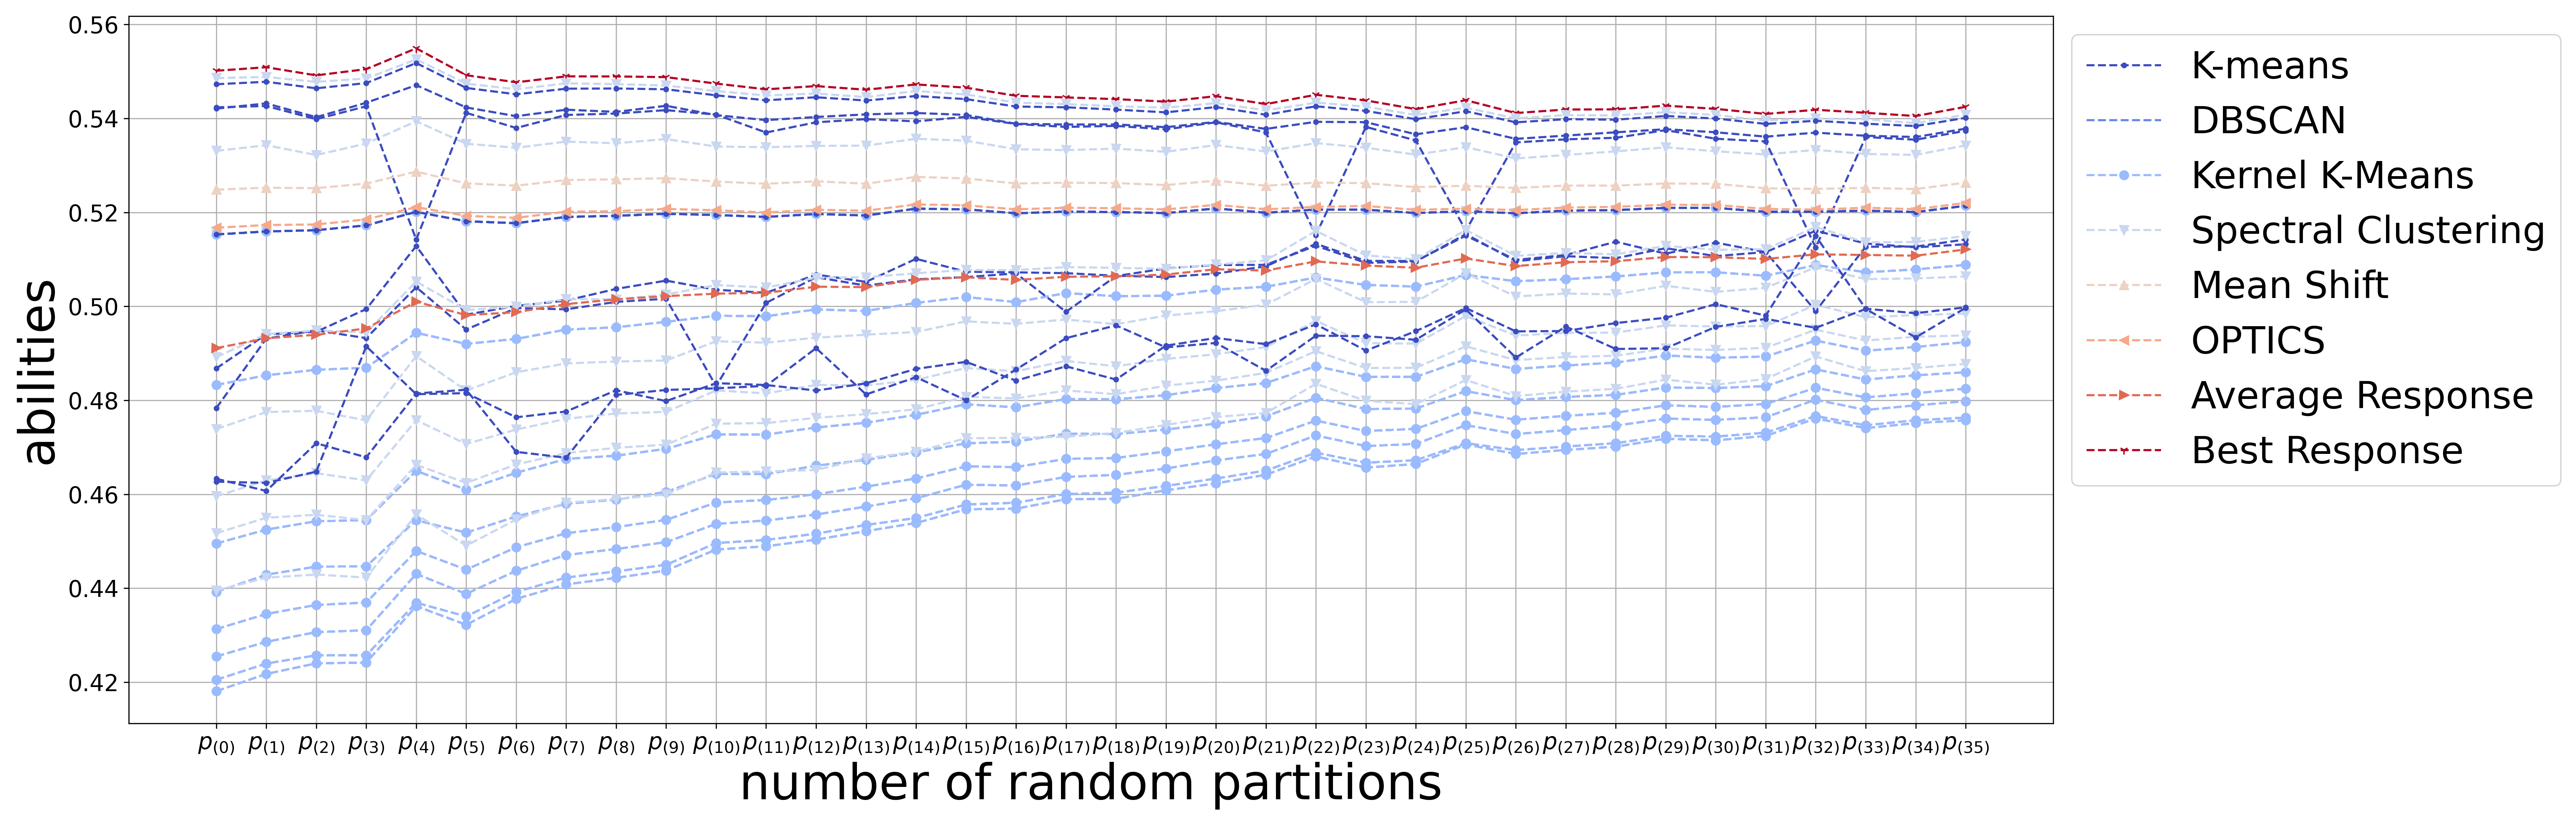 0.56
0.54
0.52
0.50
0.48
0.46
0.44
0.42
abilities
p(0) p(1) p(2) p(3) p(4) p(5) p(6) p(7) p(8) p(9) p(10) p(11) p(12) p(13) p(14) p(15) p(16) p(17) p(18) p(19) p(20) p(21) p(22) p(23) p(24) p(25) p(26) p(27) p(28) p(29) p(30) p(31) p(32) p(33) p(34) p(35)
number of random partitions
K-means
DBSCAN
Kernel K-Means
Spectral Clustering
Mean Shift
OPTICS
Average Response
Best Response